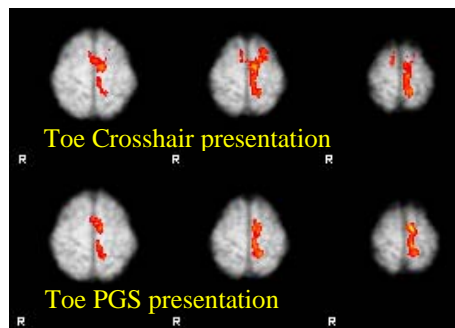 Toe Crosshair presentation
R R R
Toe PGS presentation
R R R